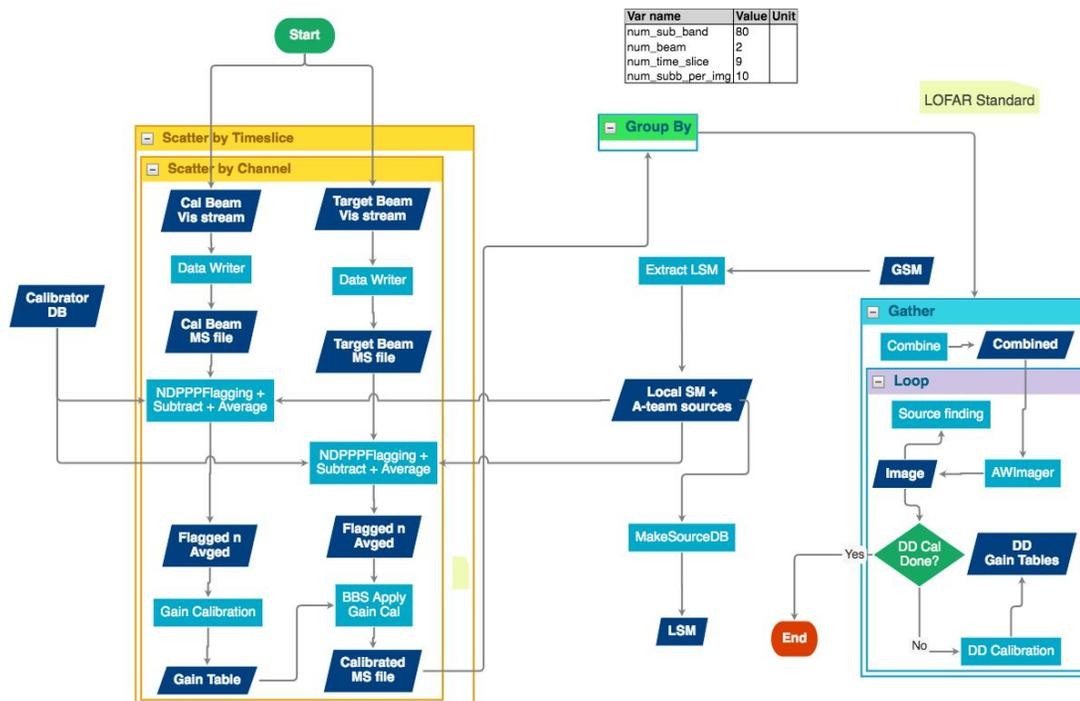 Var name Value Unit
num_sub_band 80
num_beam 2
num_time_slice 9
num_subb_per_img 10
LOFAR Standard
Start
Scatter by Timeslice
Scatter by Channel
Cal Beam
Vis stream
Target Beam
Vis stream
Data Writer
Data Writer
Calibrator
DB
Cal Beam
MS file
Target Beam
MS file
NDPPPFlagging +
Subtract + Average
NDPPPFlagging +
Subtract + Average
Flagged n
Avged
Flagged n
Avged
Gain Calibration
BBS Apply
Gain Cal
Gain Table
Calibrated
MS file
Group By
Extract LSM
GSM
Local SM +
A-team sources
MakeSourceDB
LSM
Gather
Combine
Combined
Loop
Source finding
Image
AWImager
DD Cal
Done?
DD
Gain Tables
Yes
End
No
DD Calibration